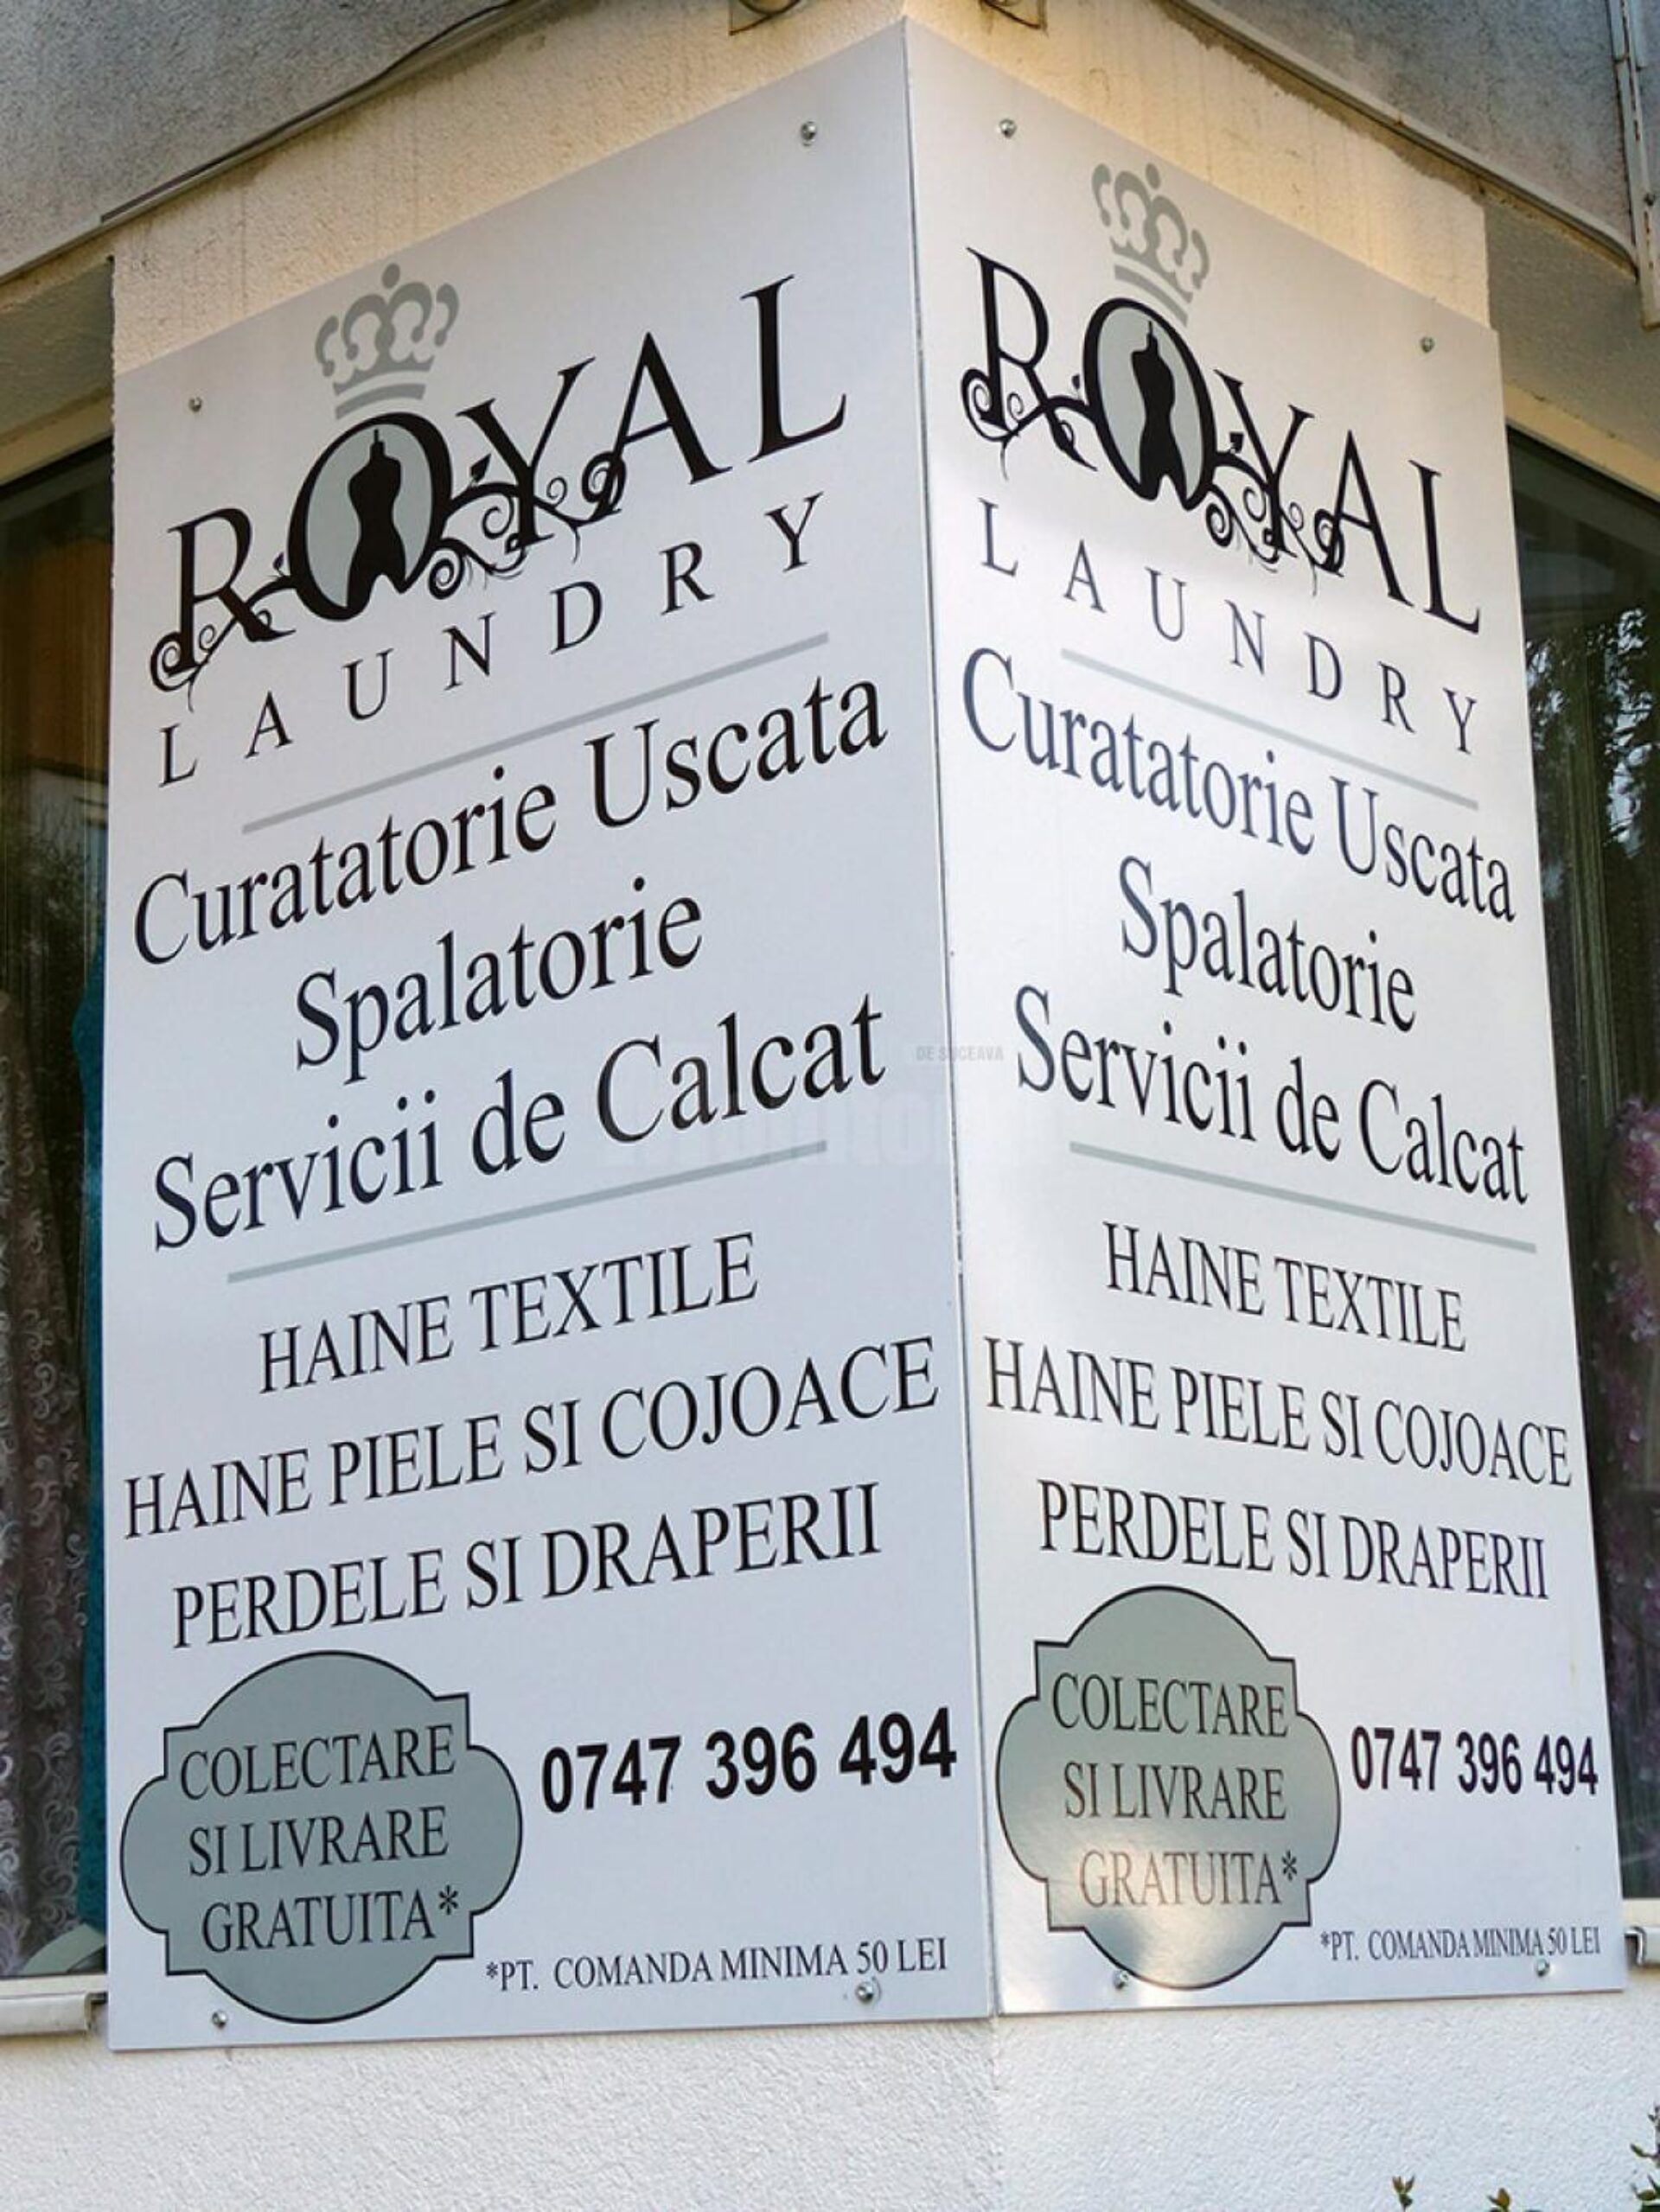 ROYAL
LAUNDRY
Curatatorie Uscata
Spalatorie
Servicii de Calcat
HAINE TEXTILE
HAINE PIELE SI COJOACE
PERDELE SI DRAPERII
COLECTARE
SI LIVRARE
GRATUITA*
0747 396 494
*PT. COMANDA MINIMA 50 LEI
ROYAL
LAUNDRY
Curatatorie Uscata
Spalatorie
Servicii de Calcat
HAINE TEXTILE
HAINE PIELE SI COJOACE
PERDELE SI DRAPERII
COLECTARE
SI LIVRARE
GRATUITA*
0747 396 494
*PT. COMANDA MINIMA 50 LEI
DE SUCEAVA